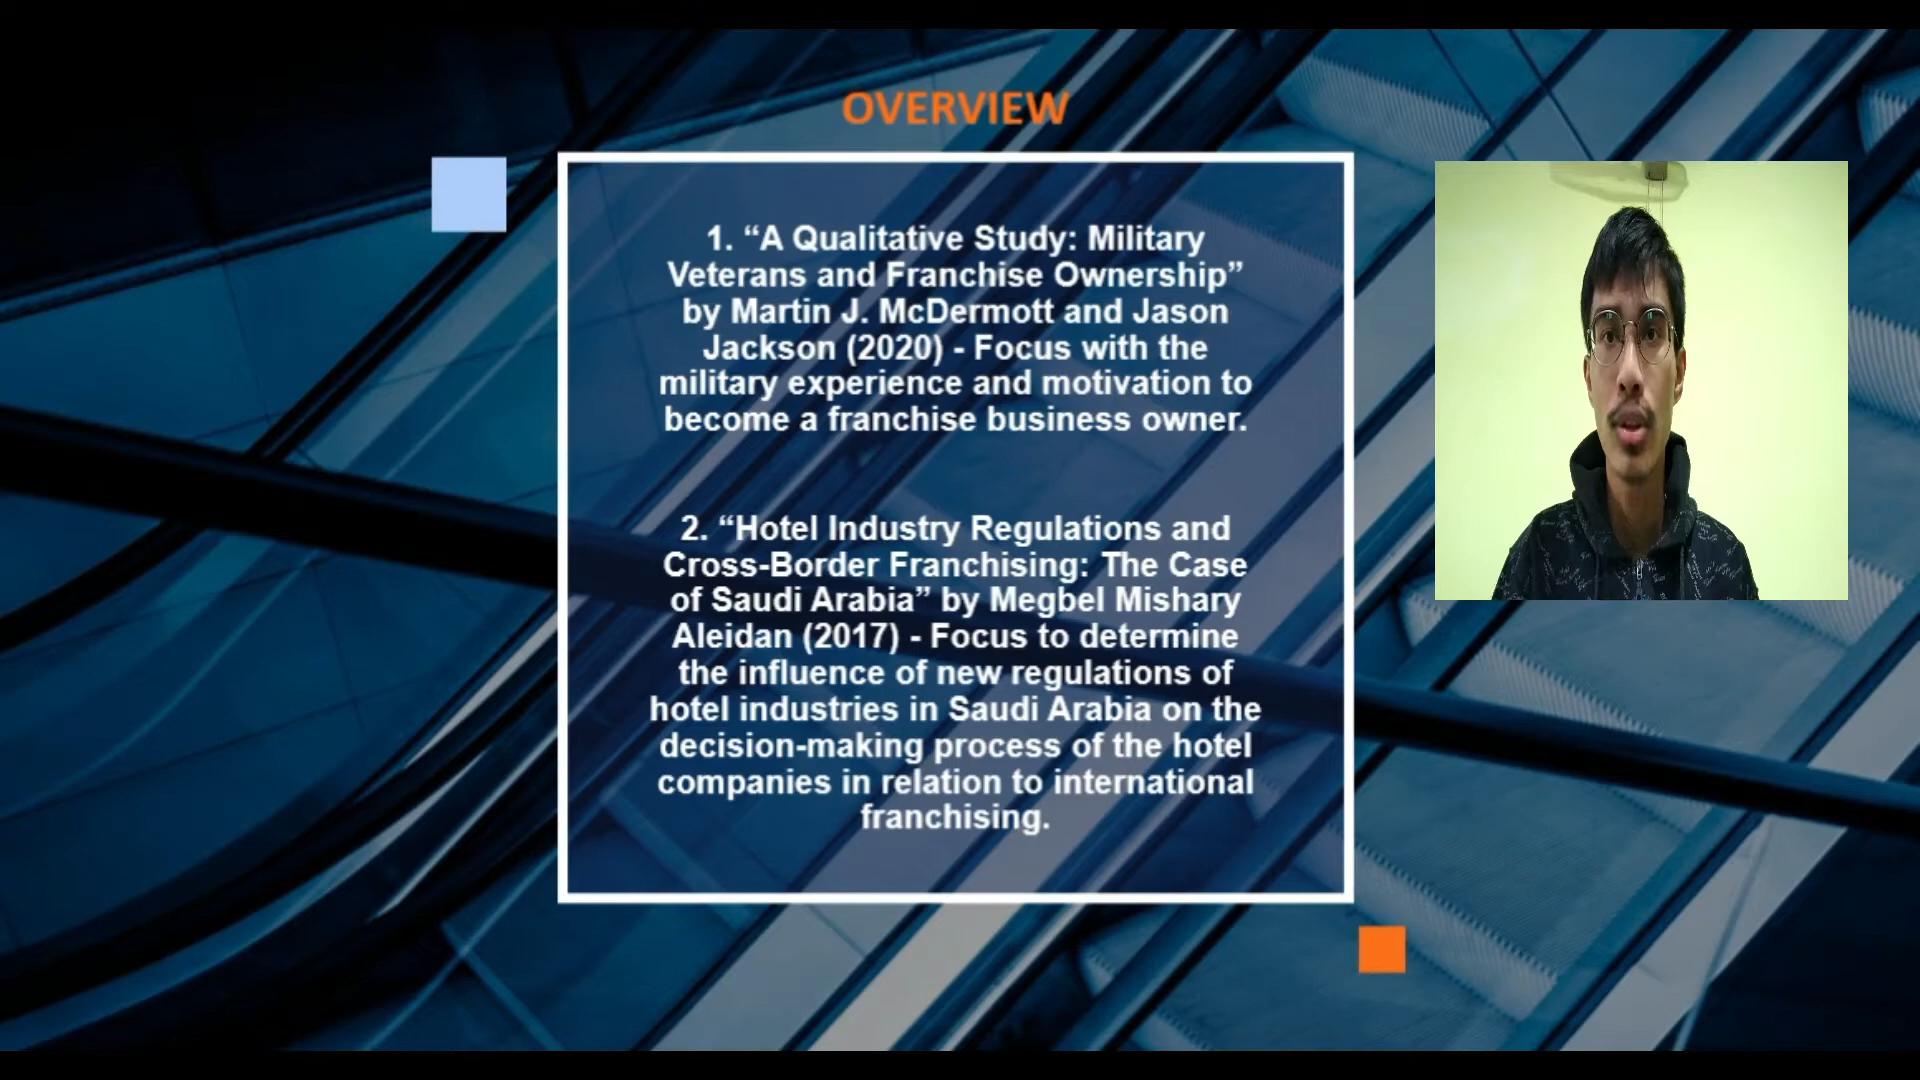 OVERVIEW
1. “A Qualitative Study: Military
Veterans and Franchise Ownership”
by Martin J. McDermott and Jason
Jackson (2020) - Focus with the
military experience and motivation to
become a franchise business owner.
2. “Hotel Industry Regulations and
Cross-Border Franchising: The Case
of Saudi Arabia” by Megbel Mishary
Aleidan (2017) - Focus to determine
the influence of new regulations of
hotel industries in Saudi Arabia on the
decision-making process of the hotel
companies in relation to international
franchising.